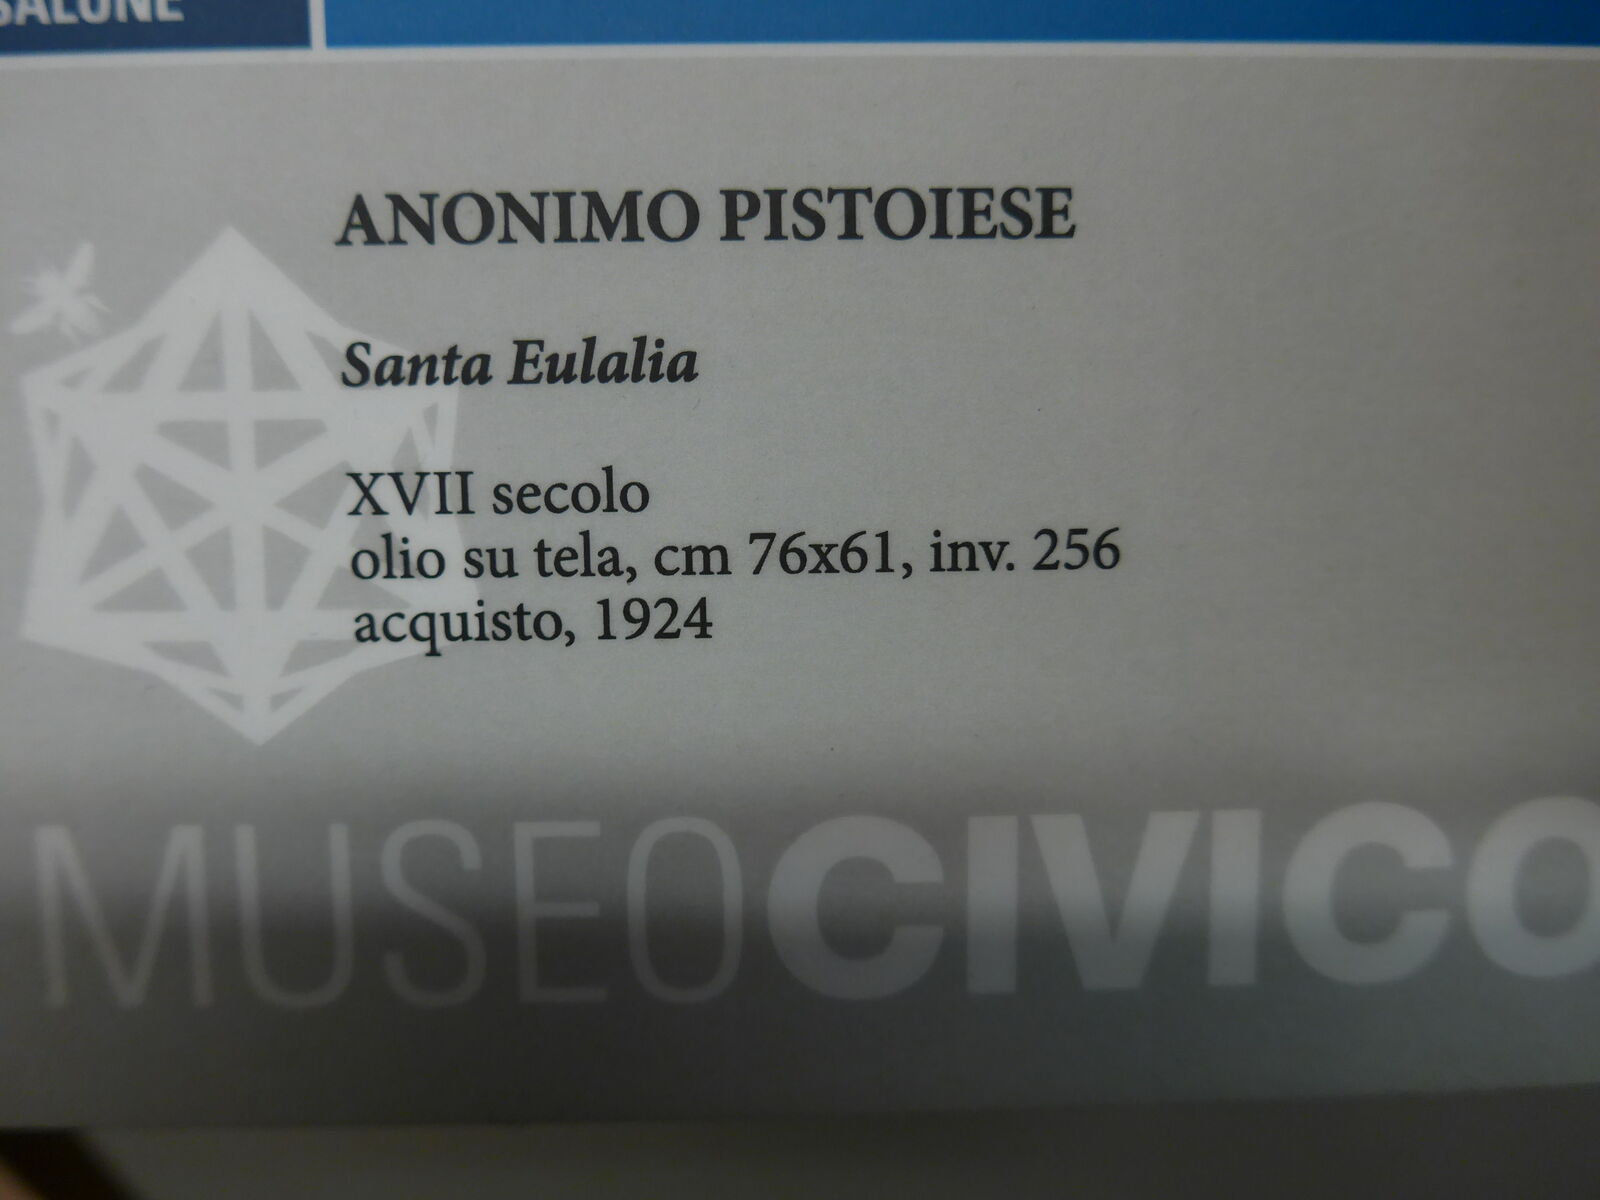 SALONE
ANONIMO PISTOIESE
Santa Eulalia
XVII secolo
olio su tela, cm 76x61, inv. 256
acquisto, 1924
MUSEOCIVICO